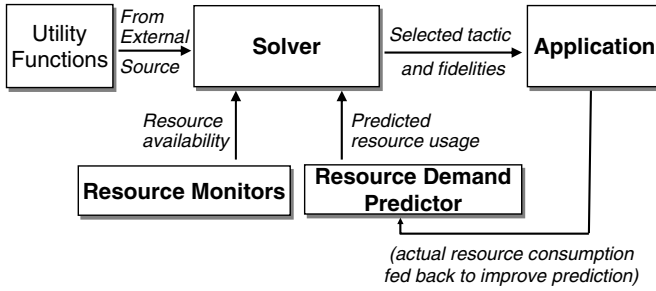 Utility
Functions
From
External
Source
Solver
Selected tactic
and fidelities
Application
Resource
availability
Predicted
resource usage
Resource Monitors
Resource Demand
Predictor
(actual resource consumption
fed back to improve prediction)